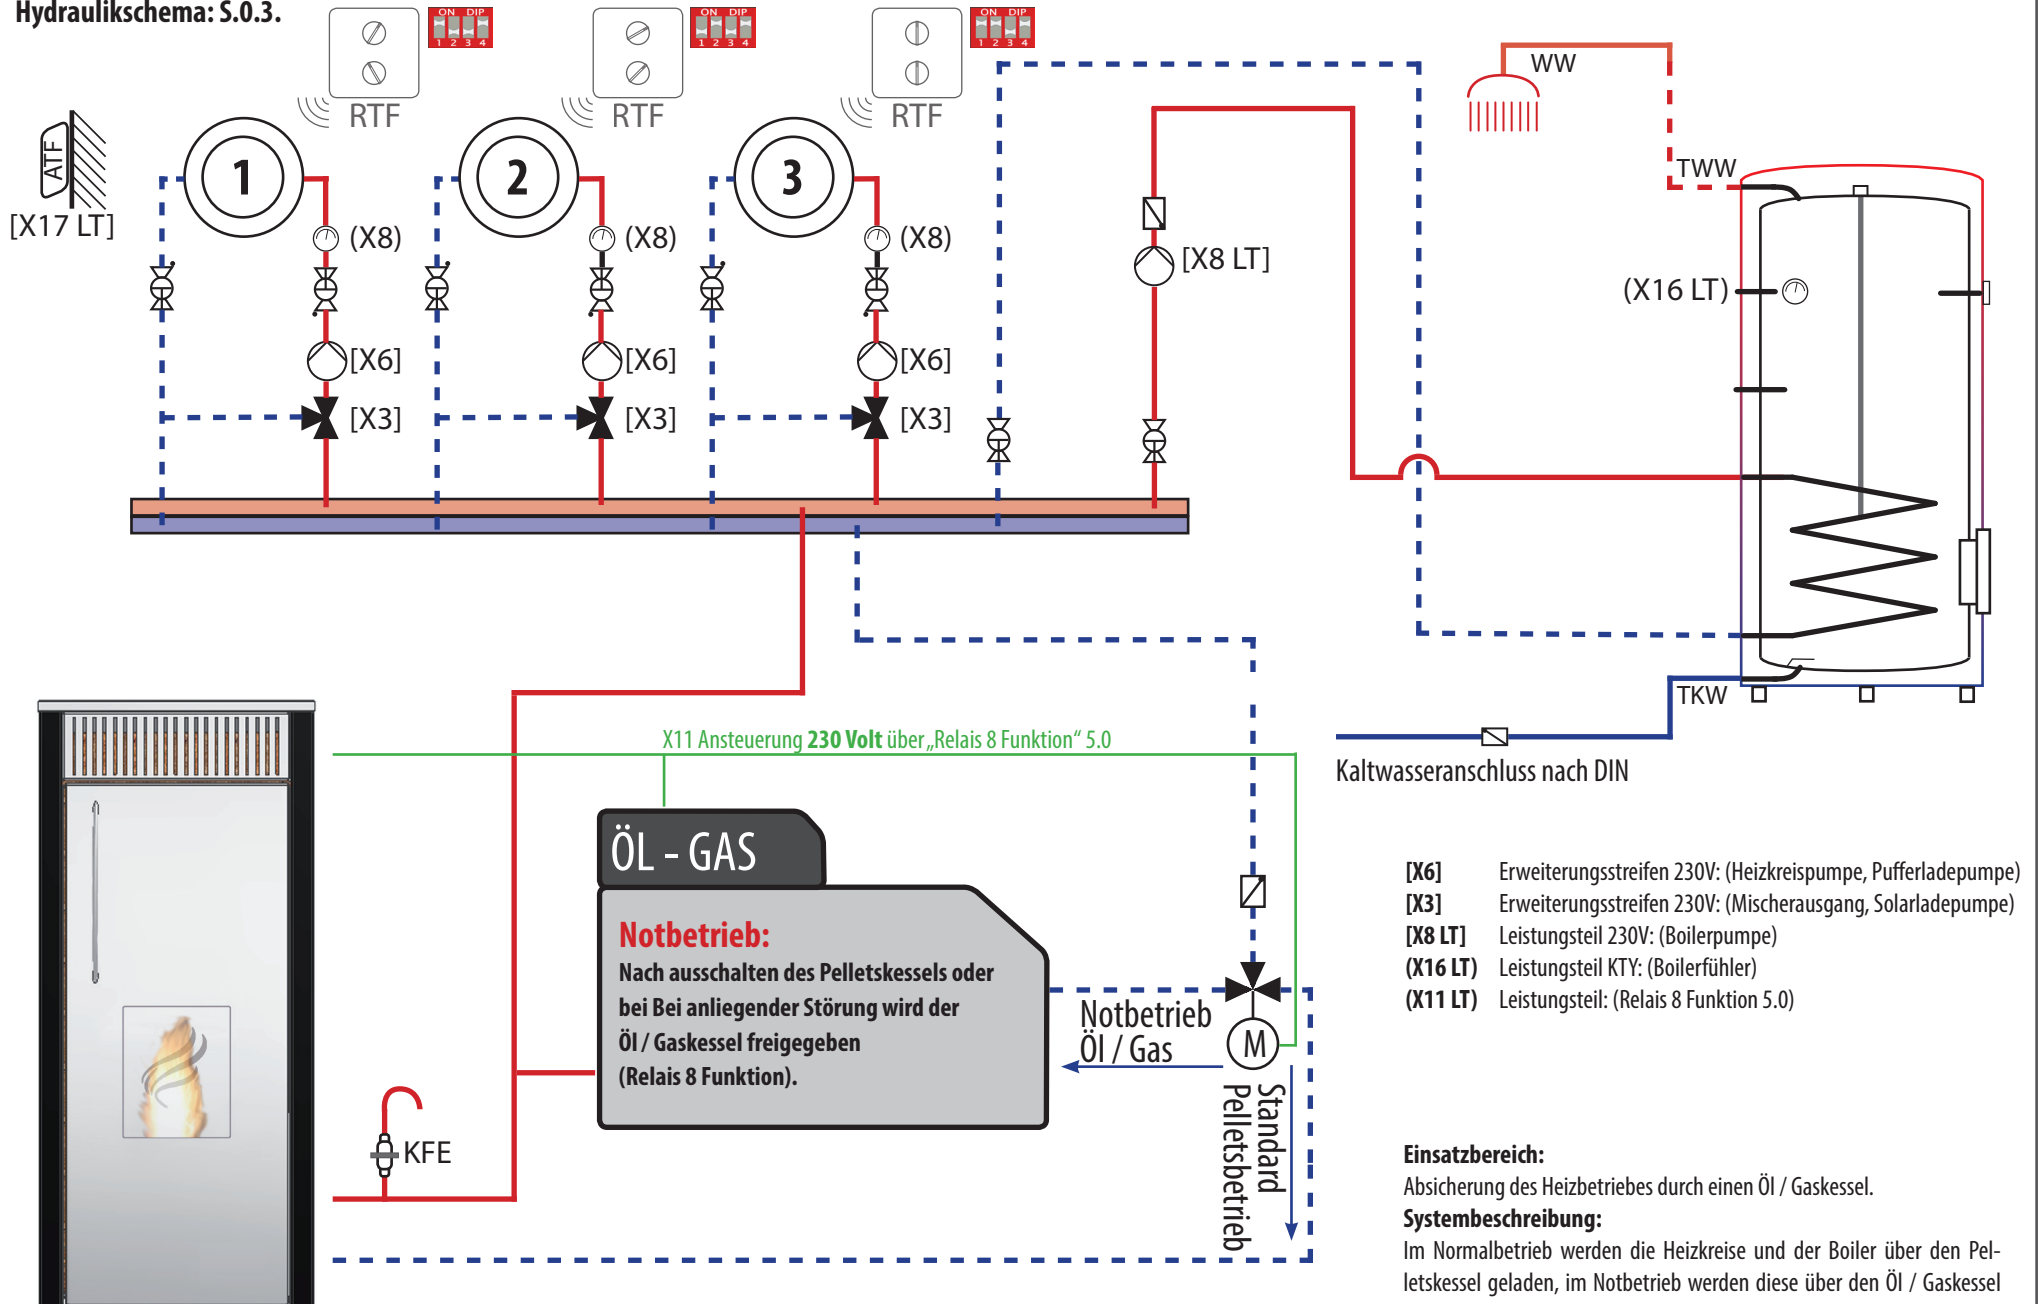 Hydraulikschema: S.0.3.
ON DIP
1 2 3 4
ON DIP
1 2 3 4
ON DIP
1 2 3 4
RTF
RTF
RTF
WW
ATF
[X17 LT]
1
2
3
TWW
(X8)
(X8)
(X8)
[X8 LT]
(X16 LT)
[X6]
[X6]
[X6]
[X3]
[X3]
[X3]
TKW
X11 Ansteuerung 230 Volt über „Relais 8 Funktion“ 5.0
Kaltwasseranschluss nach DIN
ÖL - GAS
Notbetrieb:
Nach ausschalten des Pelletskessels oder
bei Bei anliegender Störung wird der
Öl / Gaskessel freigegeben
(Relais 8 Funktion).
Notbetrieb
Öl / Gas
M
Standard
Pelletsbetrieb
KFE
[X6] Erweiterungsstreifen 230V: (Heizkreispumpe, Pufferladepumpe)
[X3] Erweiterungsstreifen 230V: (Mischerausgang, Solarladepumpe)
[X8 LT] Leistungsteil 230V: (Boilerpumpe)
(X16 LT) Leistungsteil KTY: (Boilerfühler)
(X11 LT) Leistungsteil: (Relais 8 Funktion 5.0)
Einsatzbereich:
Absicherung des Heizbetriebes durch einen Öl / Gaskessel.
Systembeschreibung:
Im Normalbetrieb werden die Heizkreise und der Boiler über den Pel-
letskessel geladen, im Notbetrieb werden diese über den Öl / Gaskessel